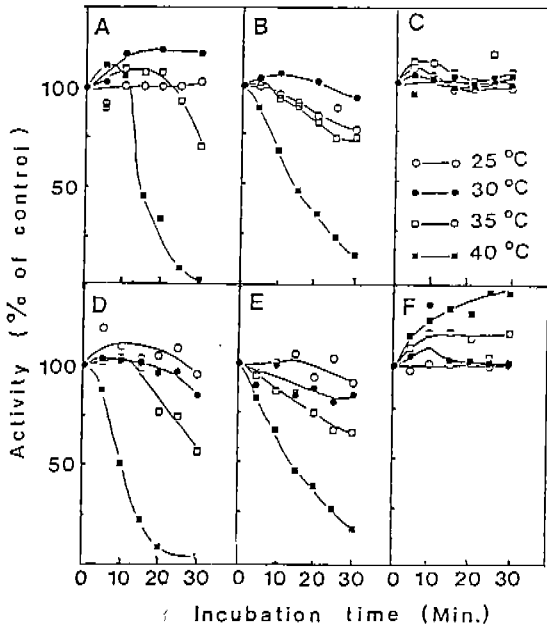 A B C
100
50
25 °C
30 °C
35 °C
40 °C
D E F
100
50
0 10 20 30 0 10 20 30 0 10 20 30
Incubation time (Min.)
Activity (% of control)